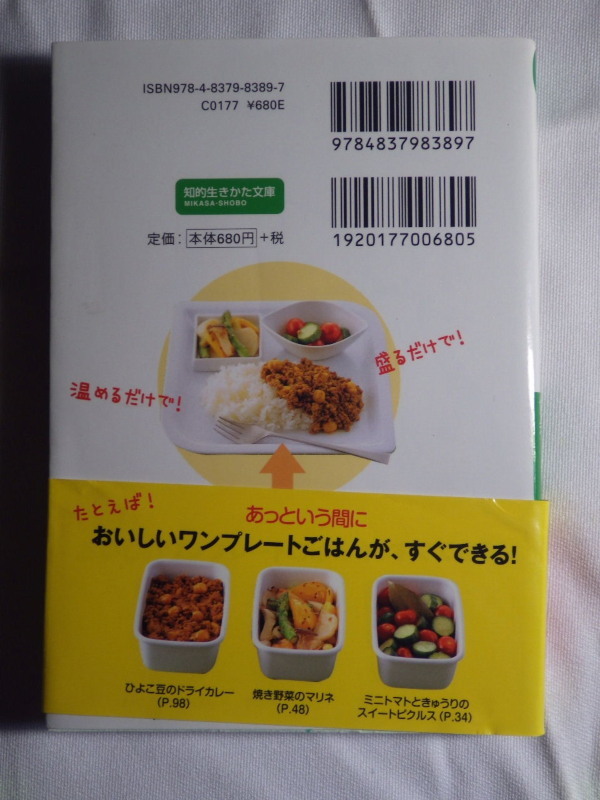 ISBN978-4-8379-8389-7
C0177 ¥680E
9784837983897
知的生きかた文庫
MIKASA-SHOBO
定価：本体680円+税
1920177006805
盛るだけで！
温めるだけで！
たとえば！
あっという間に
おいしいワンプレートごはんが、すぐできる！
ひよこ豆のドライカレー
(P.98)
焼き野菜のマリネ
(P.48)
ミニトマトときゅうりの
スイートピクルス(P.34)